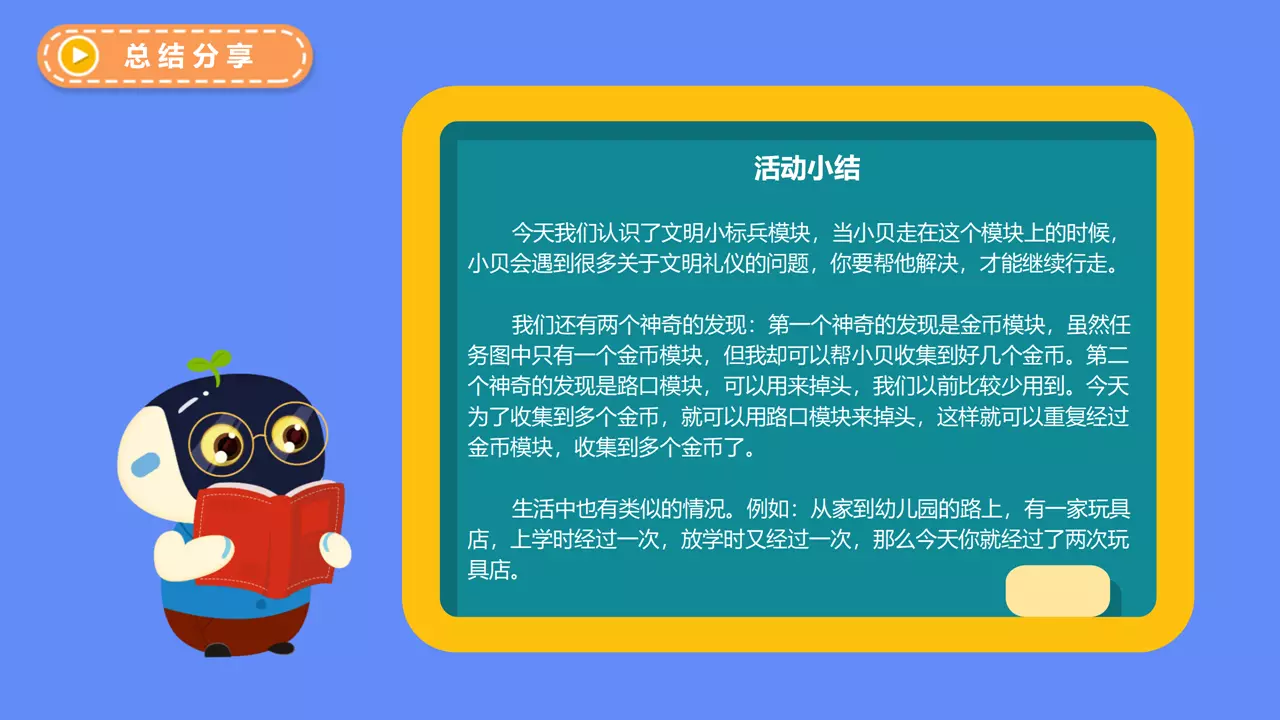 总结分享
活动小结
今天我们认识了文明小标兵模块，当小贝走在这个模块上的时候，
小贝会遇到很多关于文明礼仪的问题，你要帮他解决，才能继续行走。
我们还有两个神奇的发现：第一个神奇的发现是金币模块，虽然任
务图中只有一个金币模块，但我却可以帮小贝收集到好几个金币。第二
个神奇的发现是路口模块，可以用来掉头，我们以前比较少用到。今天
为了收集到多个金币，就可以用路口模块来掉头，这样就可以重复经过
金币模块，收集到多个金币了。
生活中也有类似的情况。例如：从家到幼儿园的路上，有一家玩具
店，上学时经过一次，放学时又经过一次，那么今天你就经过了两次玩
具店。